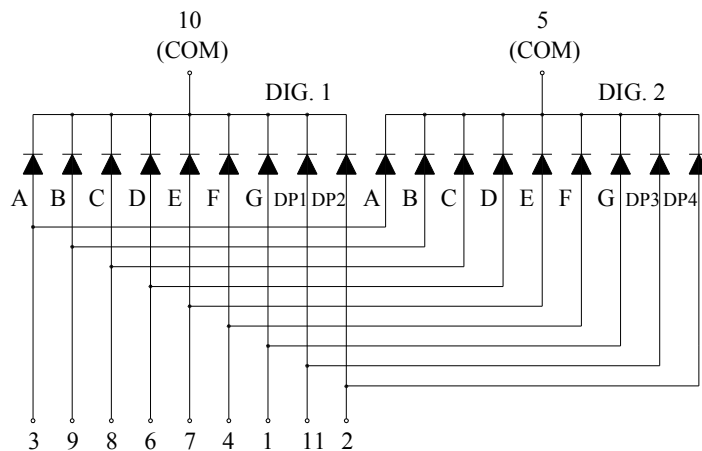 10 5
(COM) (COM)
DIG. 1 DIG. 2
A B C D E F G DP1 DP2 A B C D E F G DP3 DP4
3 9 8 6 7 4 1 11 2